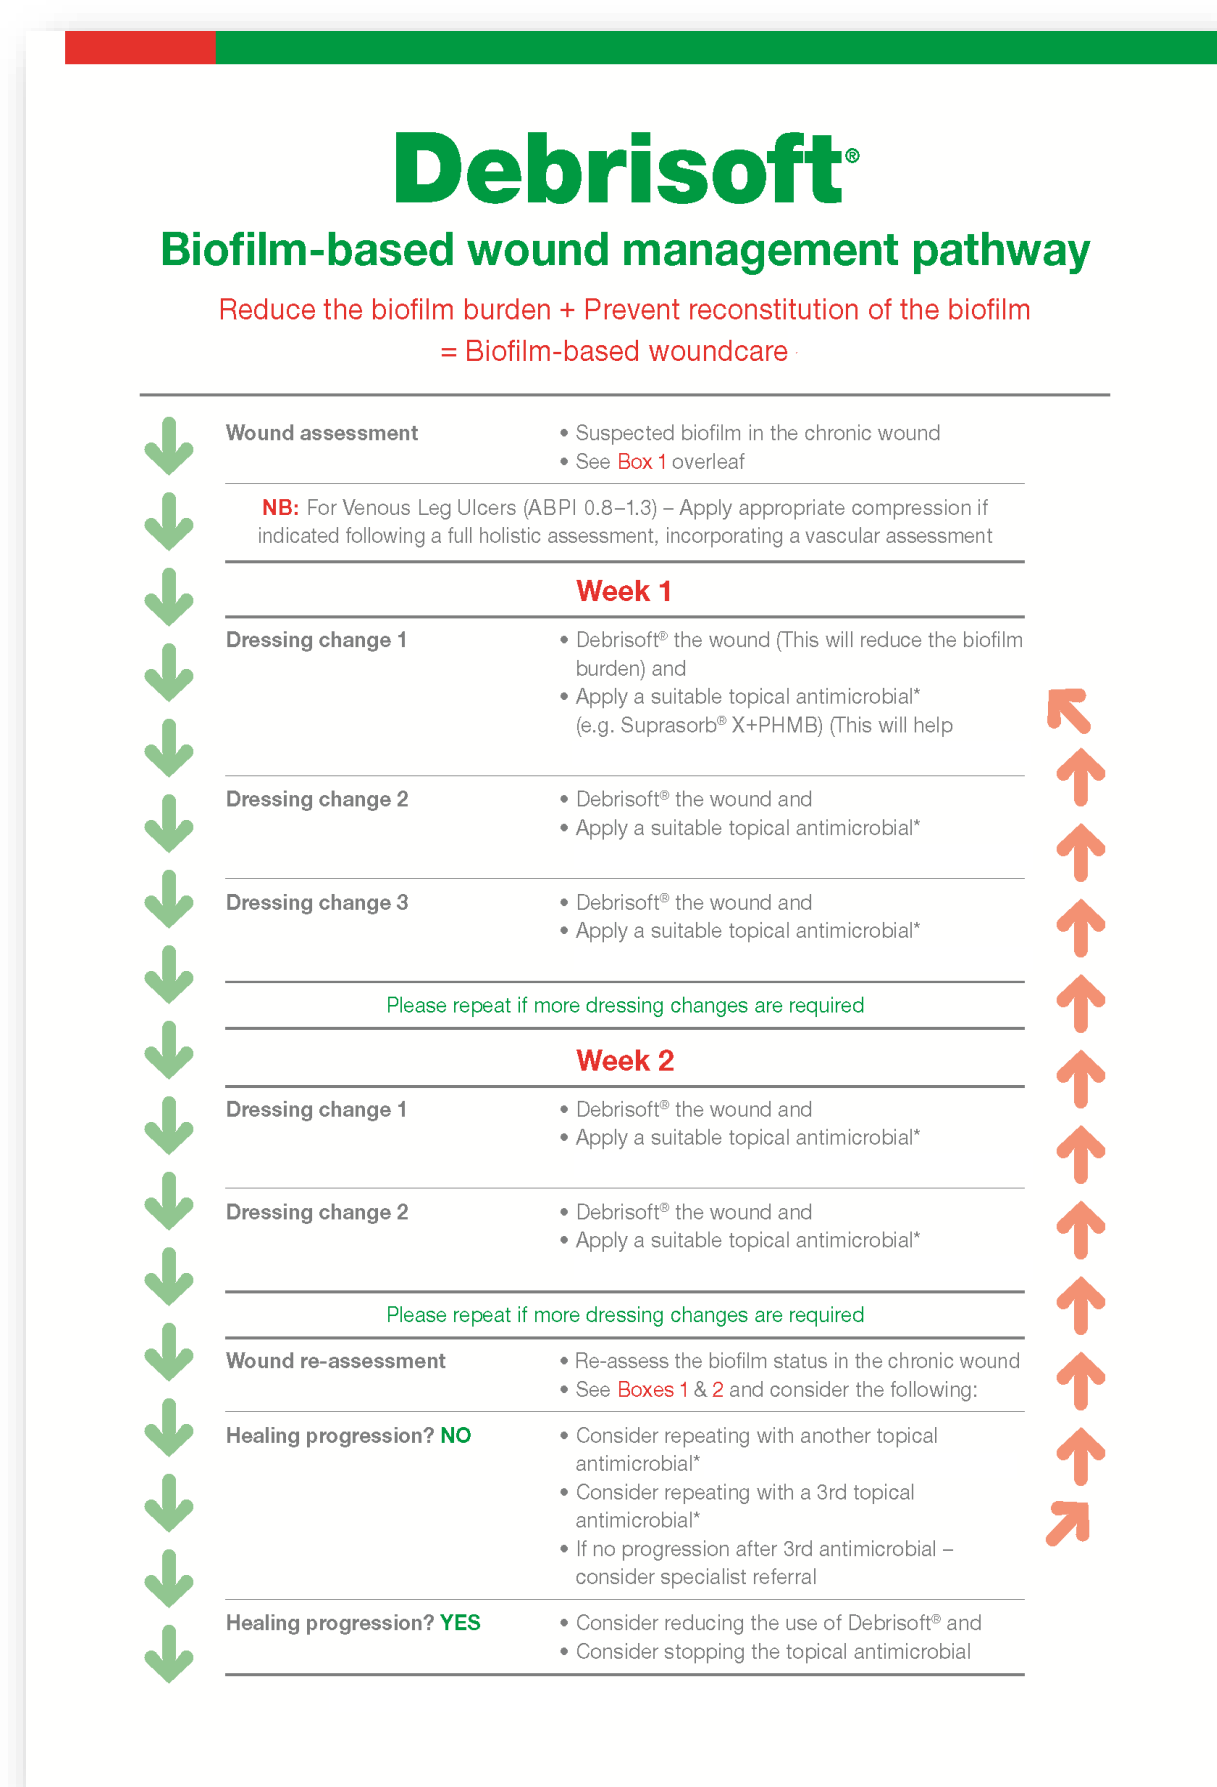 Debrisoft®
Biofilm-based wound management pathway
Reduce the biofilm burden + Prevent reconstitution of the biofilm
= Biofilm-based woundcare
Wound assessment
• Suspected biofilm in the chronic wound
• See Box 1 overleaf
NB: For Venous Leg Ulcers (ABPI 0.8–1.3) – Apply appropriate compression if
indicated following a full holistic assessment, incorporating a vascular assessment
Week 1
Dressing change 1
• Debrisoft® the wound (This will reduce the biofilm
burden) and
• Apply a suitable topical antimicrobial*
(e.g. Suprasorb® X+PHMB) (This will help
Dressing change 2
• Debrisoft® the wound and
• Apply a suitable topical antimicrobial*
Dressing change 3
• Debrisoft® the wound and
• Apply a suitable topical antimicrobial*
Please repeat if more dressing changes are required
Week 2
Dressing change 1
• Debrisoft® the wound and
• Apply a suitable topical antimicrobial*
Dressing change 2
• Debrisoft® the wound and
• Apply a suitable topical antimicrobial*
Please repeat if more dressing changes are required
Wound re-assessment
• Re-assess the biofilm status in the chronic wound
• See Boxes 1 & 2 and consider the following:
Healing progression? NO
• Consider repeating with another topical
antimicrobial*
• Consider repeating with a 3rd topical
antimicrobial*
• If no progression after 3rd antimicrobial –
consider specialist referral
Healing progression? YES
• Consider reducing the use of Debrisoft® and
• Consider stopping the topical antimicrobial